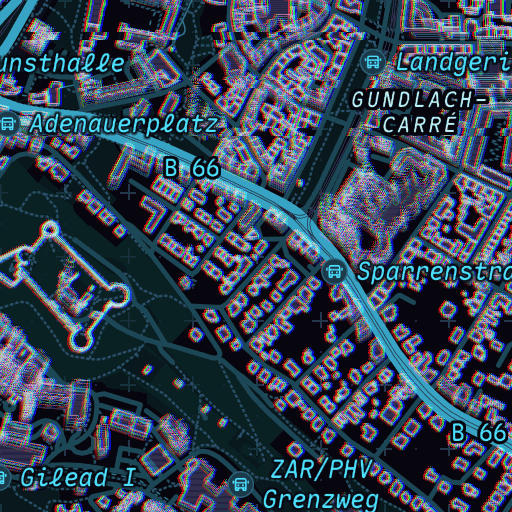 unsthalle
Landgeri
GUNDLACH-
CARRÉ
Adenauerplatz
B 66
Sparrenstra
B 66
Gilead I
ZAR/PHV
Grenzweg